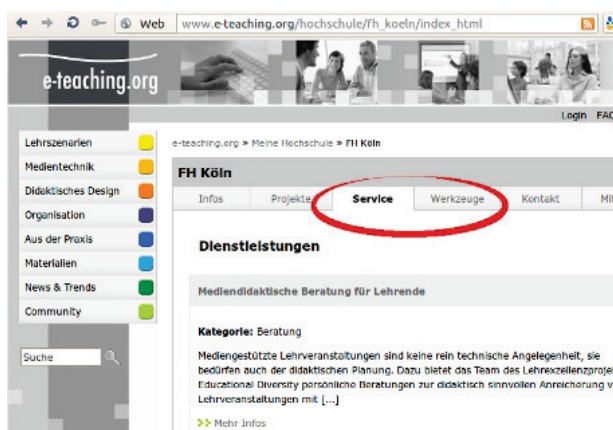 Web www.e-teaching.org/hochschule/fh_koeln/index_html
e-teaching.org
Login FAQ
Lehrszenarien
Medientechnik
Didaktisches Design
Organisation
Aus der Praxis
Materialien
News & Trends
Community
Suche
e-teaching.org » Meine Hochschule » FH Köln
FH Köln
Infos Projekte Service Werkzeuge Kontakt
Dienstleistungen
Mediendidaktische Beratung für Lehrende
Kategorie: Beratung
Mediengestützte Lehrveranstaltungen sind keine rein technische Angelegenheit, sie
bedürfen auch der didaktischen Planung. Dazu bietet das Team des Lehrexzellenzproje
Educational Diversity persönliche Beratungen zur didaktisch sinnvollen Anreicherung v
Lehrveranstaltungen mit [...]
Mehr Infos